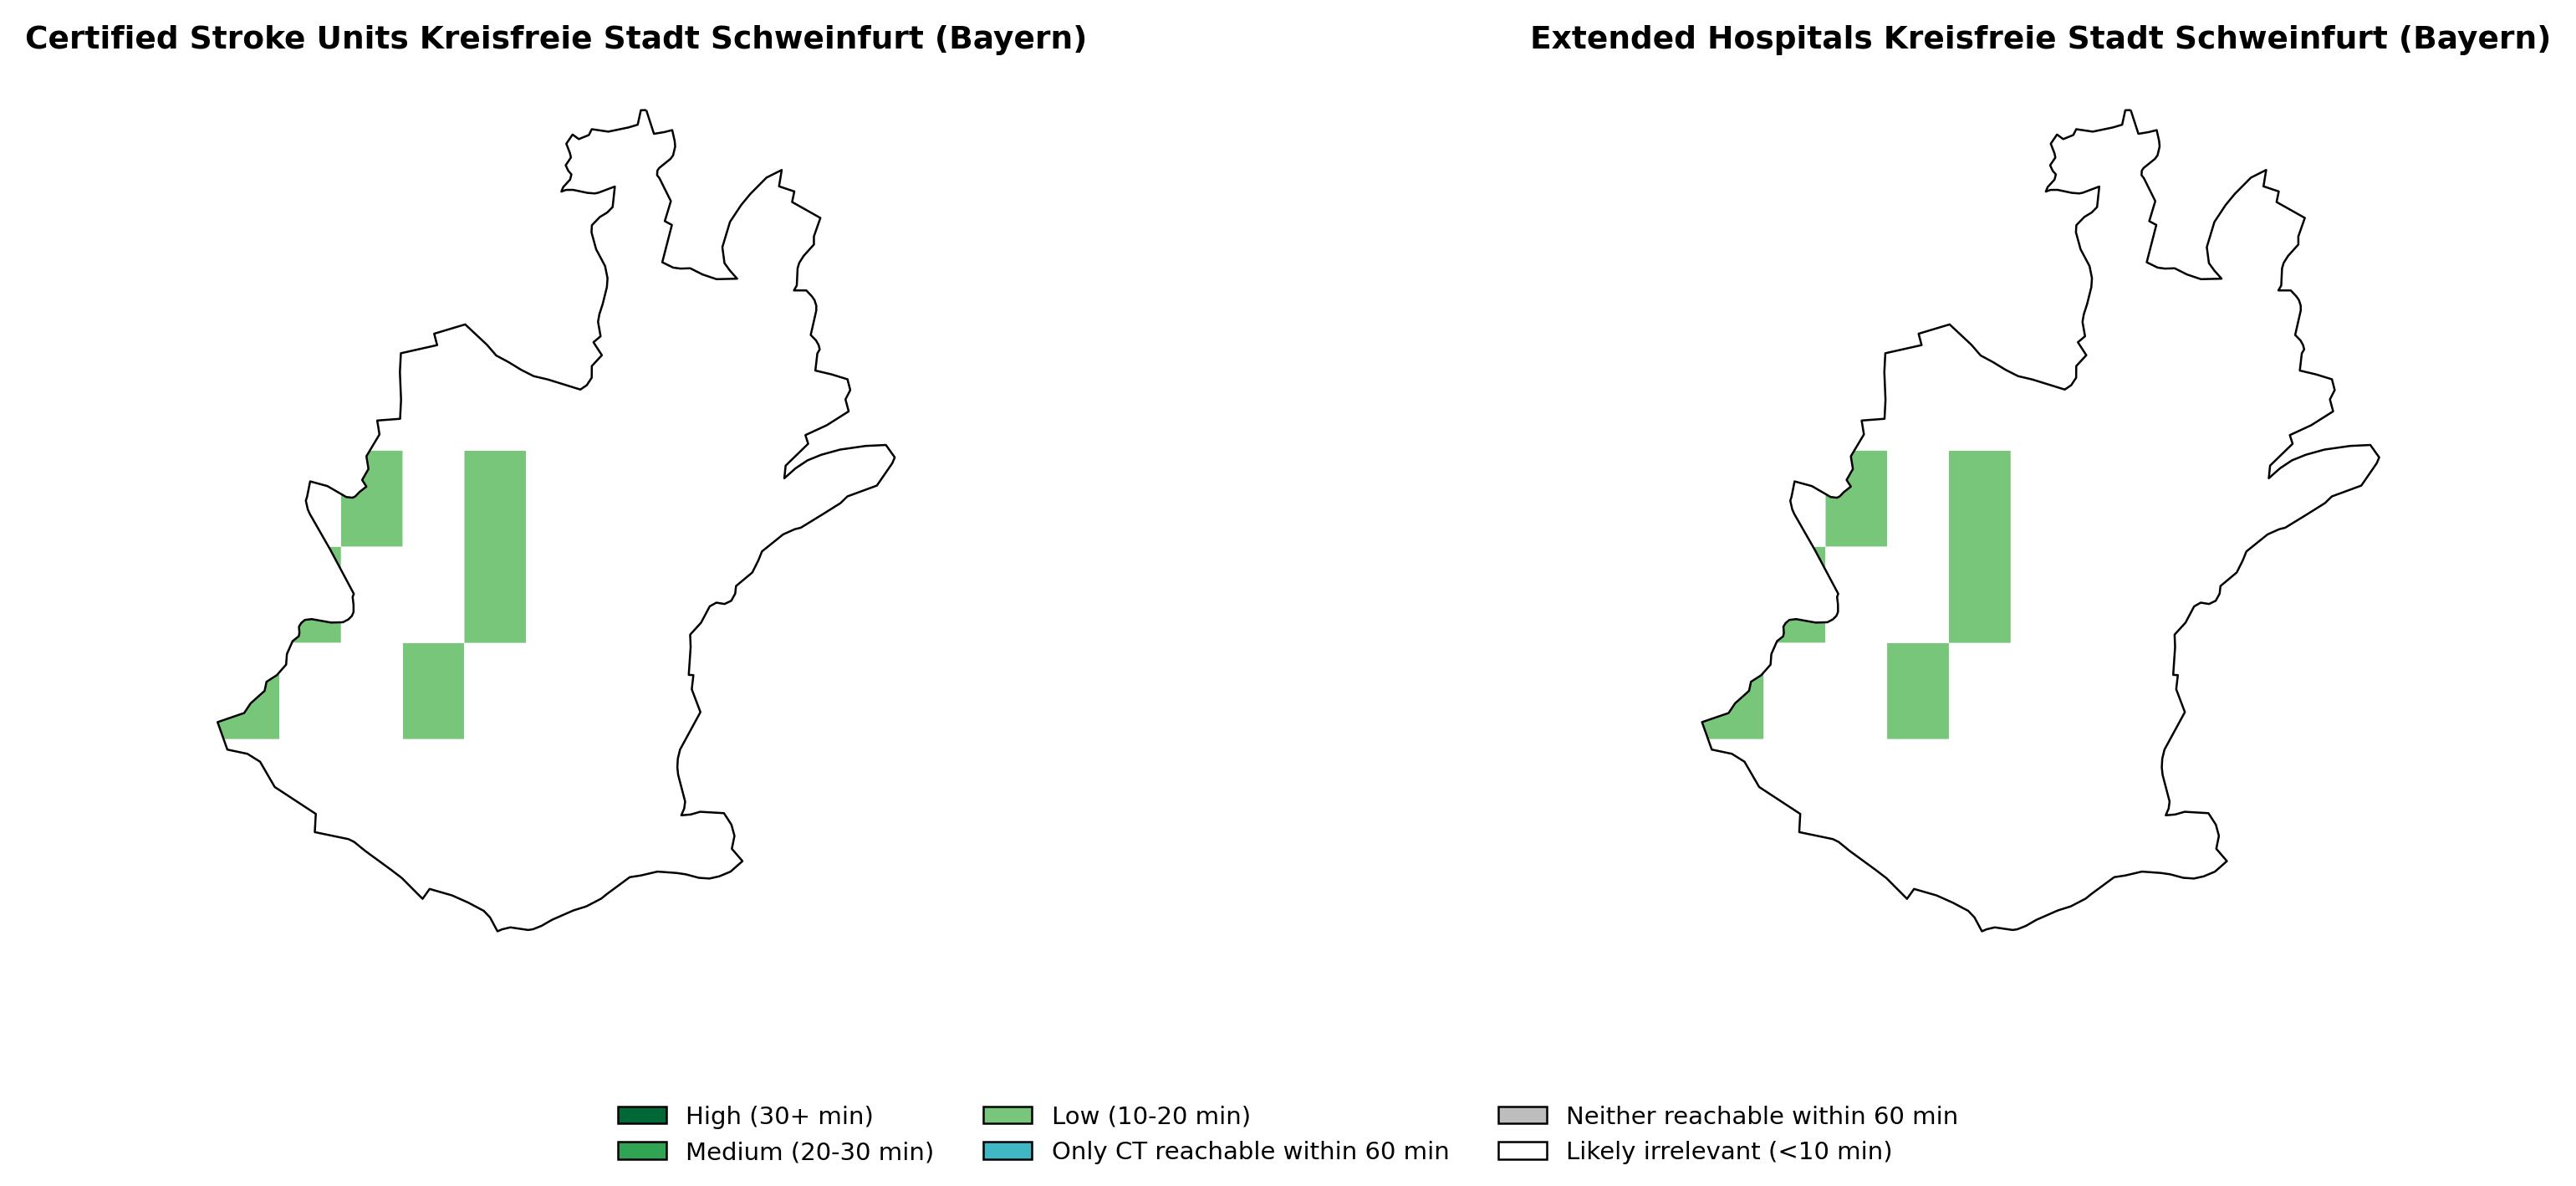 Certified Stroke Units Kreisfreie Stadt Schweinfurt (Bayern)
Extended Hospitals Kreisfreie Stadt Schweinfurt (Bayern)
High (30+ min)
Medium (20-30 min)
Low (10-20 min)
Only CT reachable within 60 min
Neither reachable within 60 min
Likely irrelevant (<10 min)